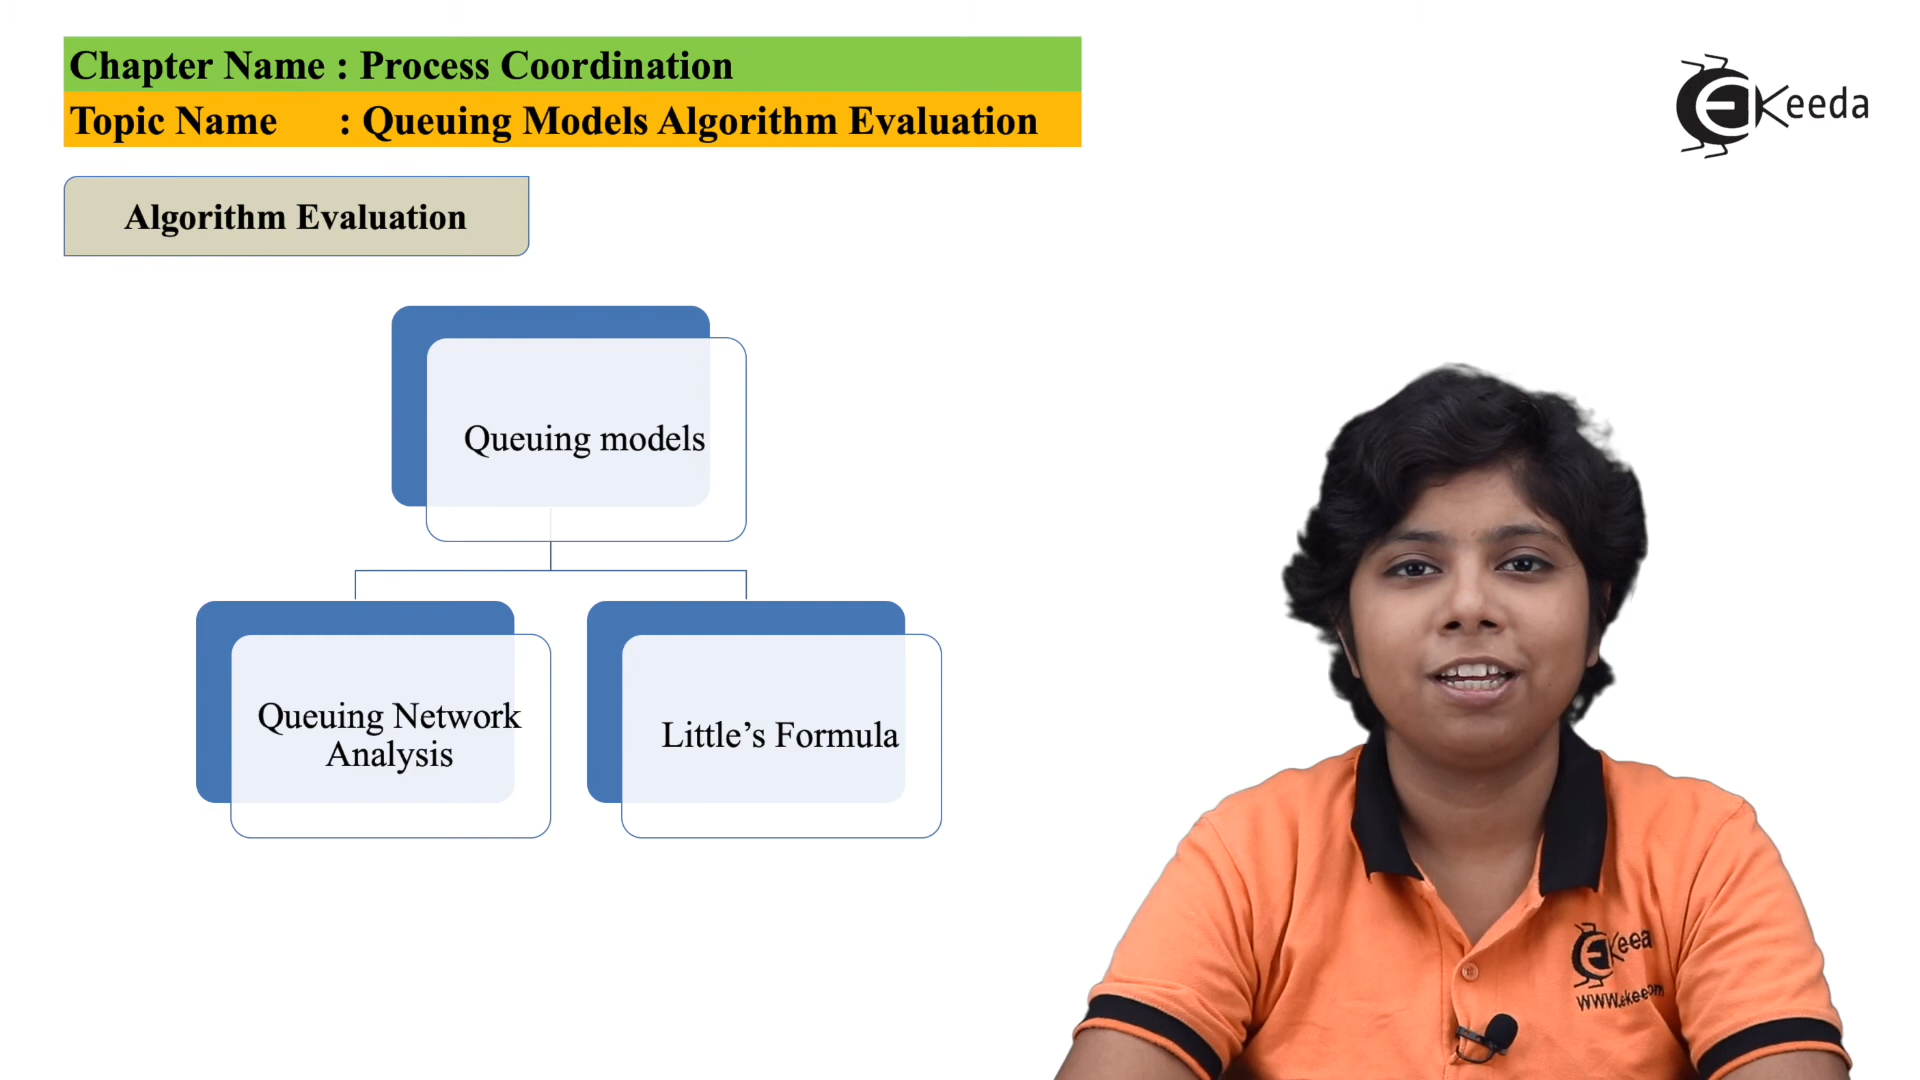 Chapter Name : Process Coordination
Topic Name : Queuing Models Algorithm Evaluation
Keeda
Algorithm Evaluation
Queuing models
Queuing Network
Analysis
Little’s Formula
Keeda